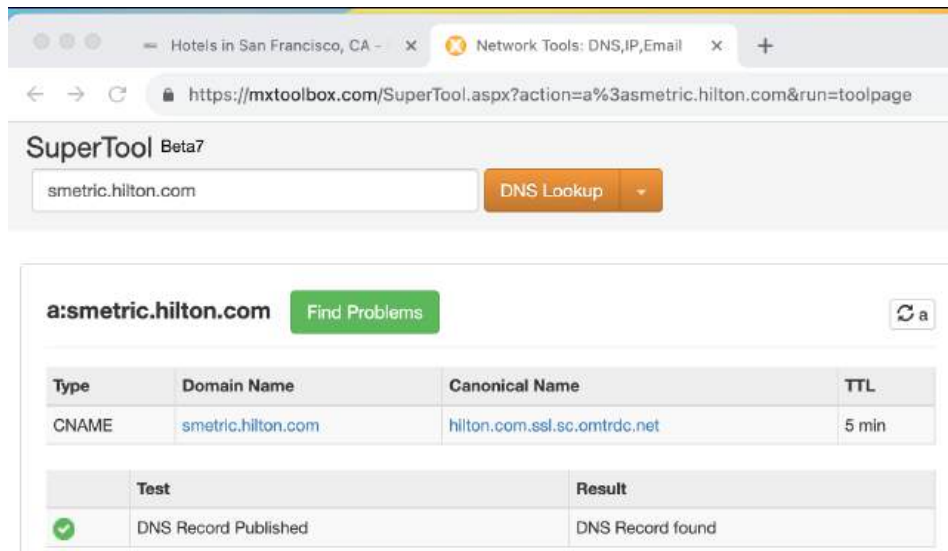 Hotels in San Francisco, CA - × Network Tools: DNS,IP,Email × +
https://mxtoolbox.com/SuperTool.aspx?action=a%3asmetric.hilton.com&run=toolpage
SuperTool Beta7
smetric.hilton.com DNS Lookup
a:smetric.hilton.com Find Problems a
Type Domain Name Canonical Name TTL
CNAME smetric.hilton.com hilton.com.ssl.sc.omtrdc.net 5 min
Test Result
DNS Record Published DNS Record found